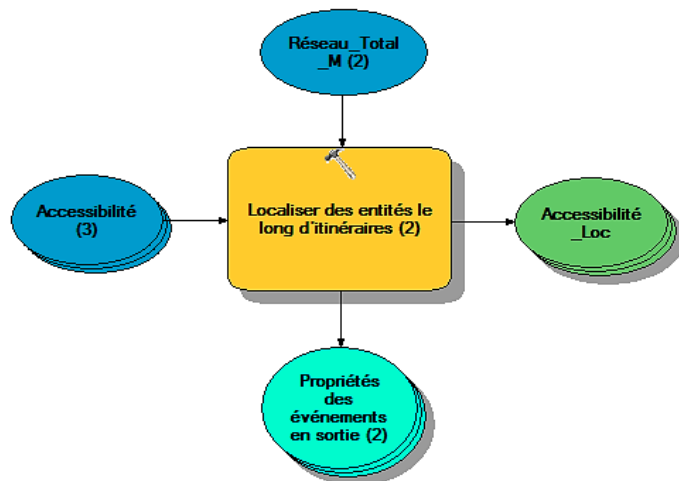 Réseau_Total
_M (2)
Accessibilité
(3)
Localiser des entités le
long d'itinéraires (2)
Accessibilité
_Loc
Propriétés
des
événements
en sortie (2)